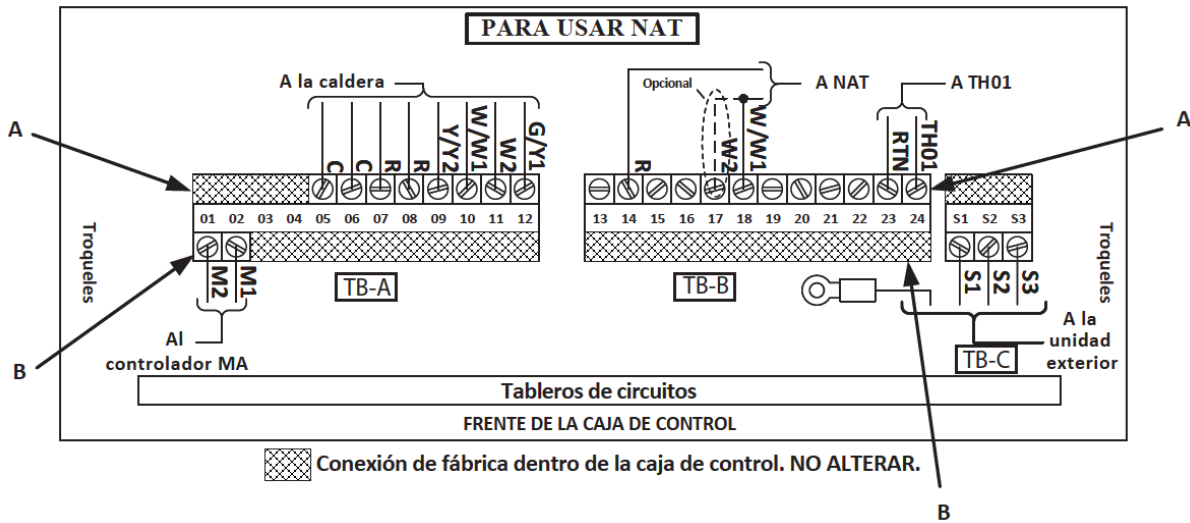 PARA USAR NAT
A la caldera
Opcional
A NAT
A TH01
A
A
C
C
R
R
Y/Y2
W/W1
W2
G/Y1
R
W2
W/W1
RTN
TH01
01 02 03 04 05 06 07 08 09 10 11 12
13 14 15 16 17 18 19 20 21 22 23 24
S1 S2 S3
Troqueles
Troqueles
M2
M1
TB-A
TB-B
S1
S2
S3
Al
controlador MA
A la
unidad
exterior
TB-C
B
Tableros de circuitos
FRENTE DE LA CAJA DE CONTROL
Conexión de fábrica dentro de la caja de control. NO ALTERAR.
B